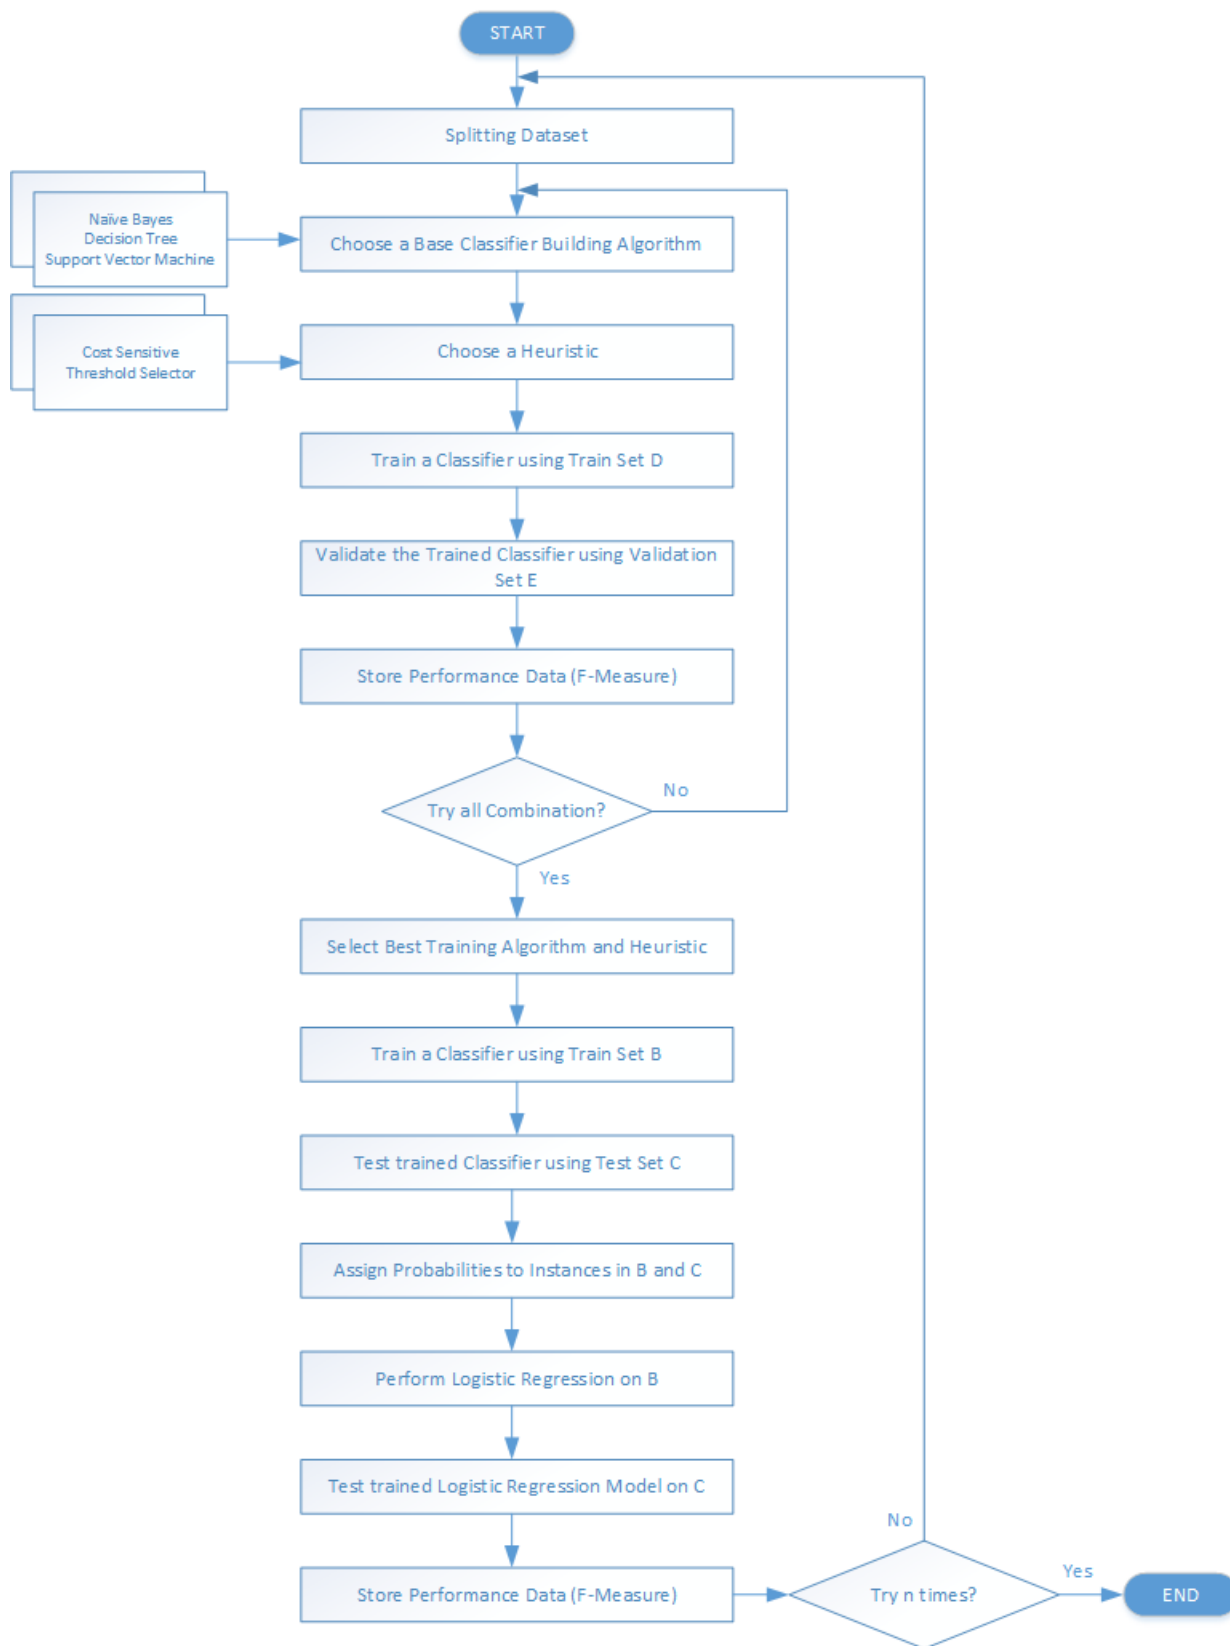 START
Splitting Dataset
Naïve Bayes
Decision Tree
Support Vector Machine
Choose a Base Classifier Building Algorithm
Cost Sensitive
Threshold Selector
Choose a Heuristic
Train a Classifier using Train Set D
Validate the Trained Classifier using Validation
Set E
Store Performance Data (F-Measure)
Try all Combination?
No
Yes
Select Best Training Algorithm and Heuristic
Train a Classifier using Train Set B
Test trained Classifier using Test Set C
Assign Probabilities to Instances in B and C
Perform Logistic Regression on B
Test trained Logistic Regression Model on C
Store Performance Data (F-Measure)
No
Try n times?
Yes
END